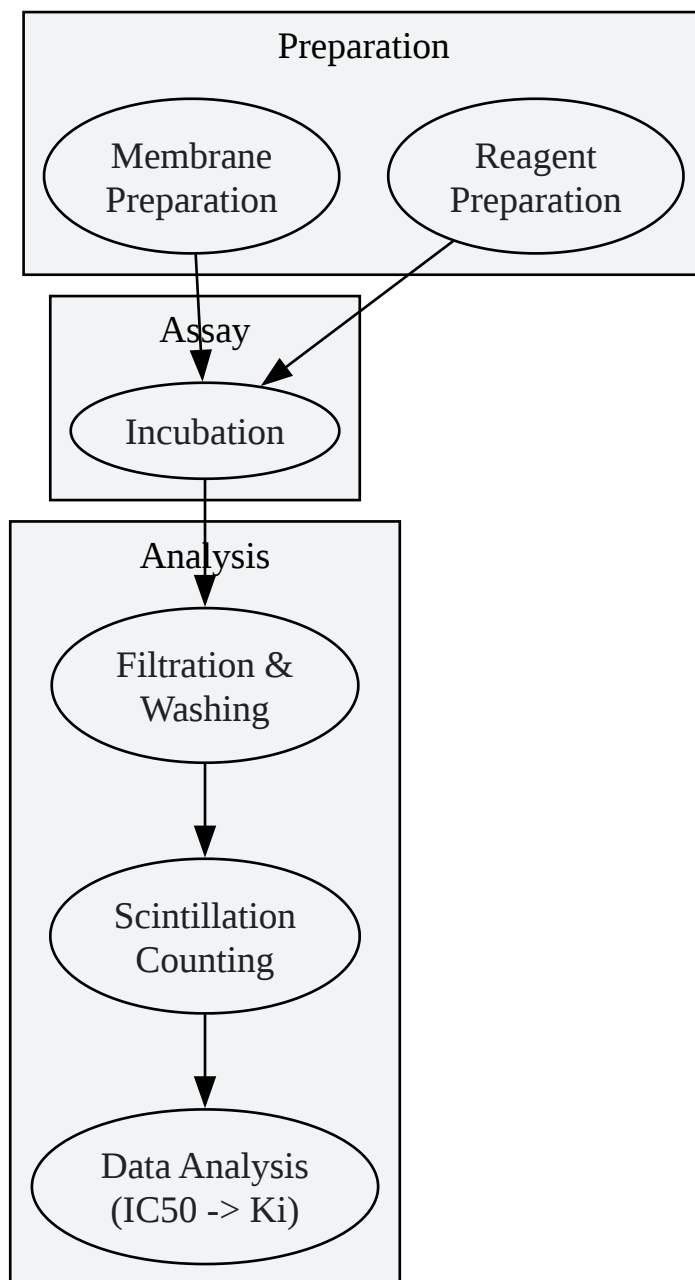 Preparation
Membrane
Preparation
Reagent
Preparation
Assay
Incubation
Analysis
Filtration &
Washing
Scintillation
Counting
Data Analysis
(IC50 -> Ki)